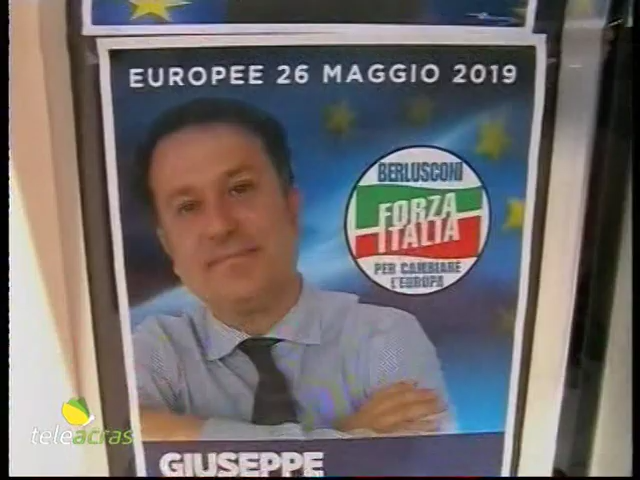 EUROPEE 26 MAGGIO 2019
BERLUSCONI
FORZA
ITALIA
PER CAMBIARE
L'EUROPA
GIUSEPPE
teleacras